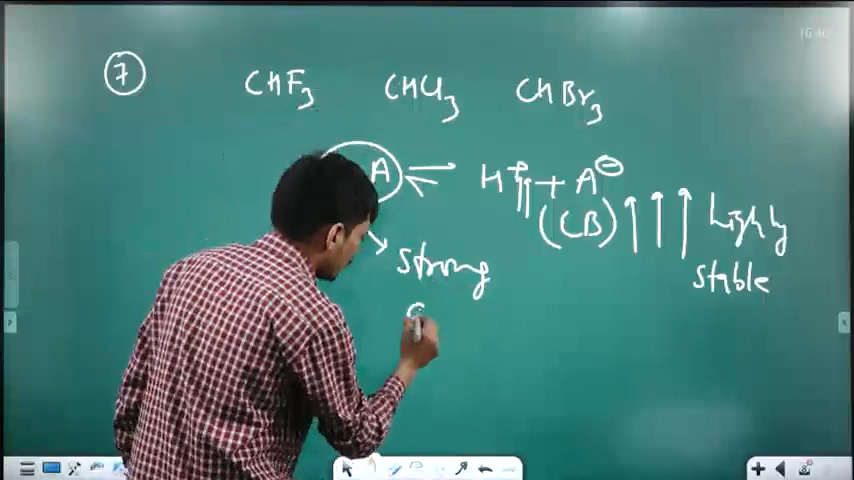 7 CHF3 CHCl3 CHBr3
A ⇌ H⊕ ↑↑ + A⊖
(CB) ↑ ↑ ↑ highly
stable
strong